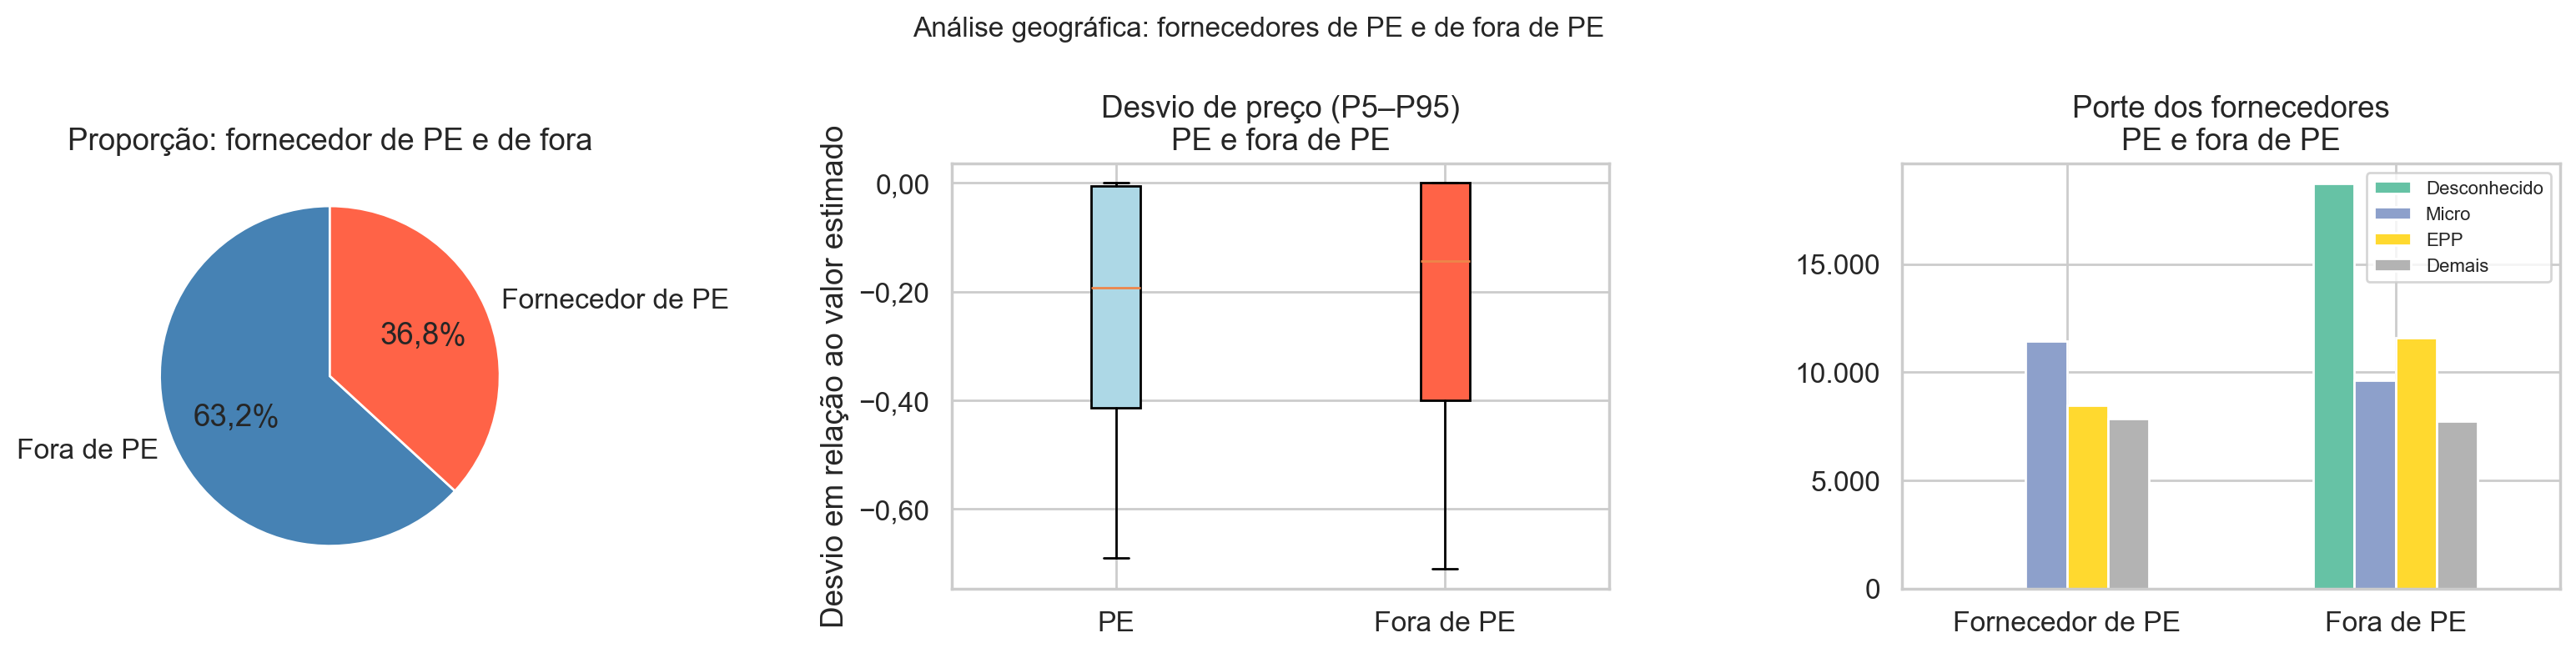 Análise geográfica: fornecedores de PE e de fora de PE
Proporção: fornecedor de PE e de fora
Fornecedor de PE
36,8%
63,2%
Fora de PE
Desvio de preço (P5–P95)
PE e fora de PE
Desvio em relação ao valor estimado
0,00
−0,20
−0,40
−0,60
PE
Fora de PE
Porte dos fornecedores
PE e fora de PE
Desconhecido
Micro
EPP
Demais
15.000
10.000
5.000
0
Fornecedor de PE
Fora de PE